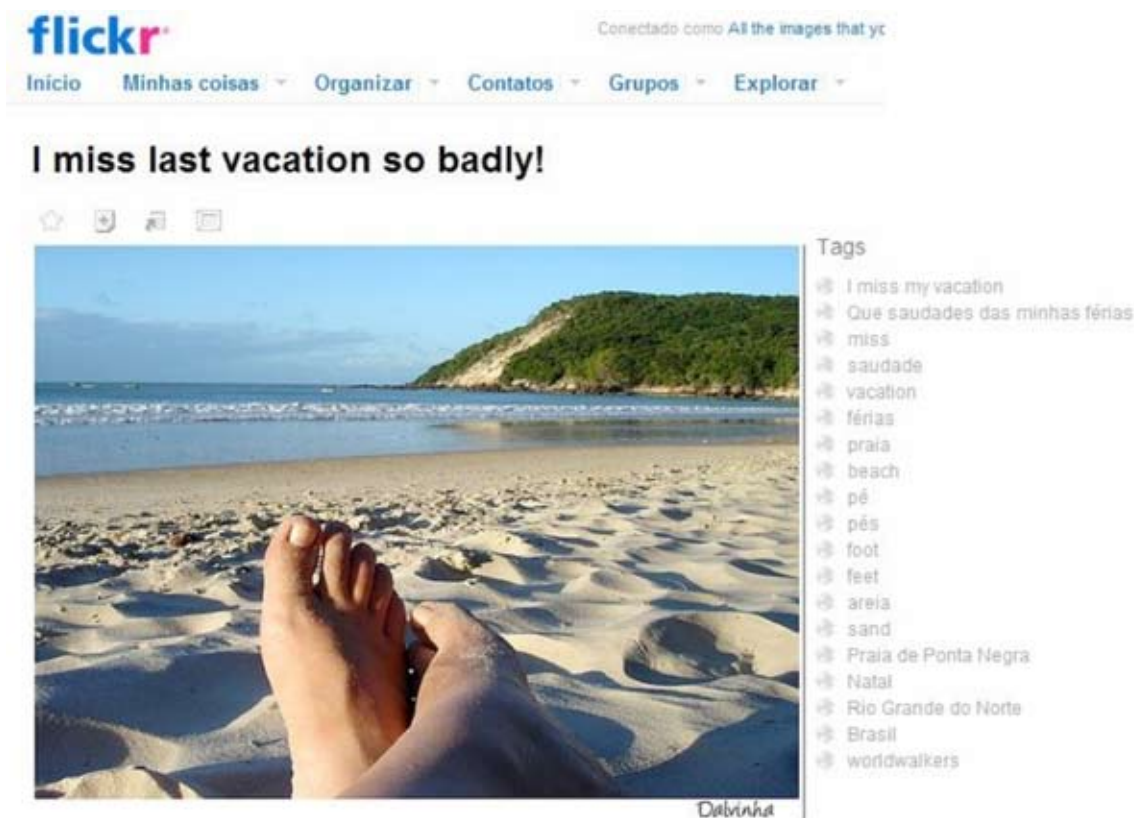 flickr
Conectado como All the images that yo
Início Minhas coisas Organizar Contatos Grupos Explorar
I miss last vacation so badly!
Tags
I miss my vacation
Que saudades das minhas férias
miss
saudade
vacation
férias
praia
beach
pé
pés
foot
feet
areia
sand
Praia de Ponta Negra
Natal
Rio Grande do Norte
Brasil
worldwalkers
Dalvinha